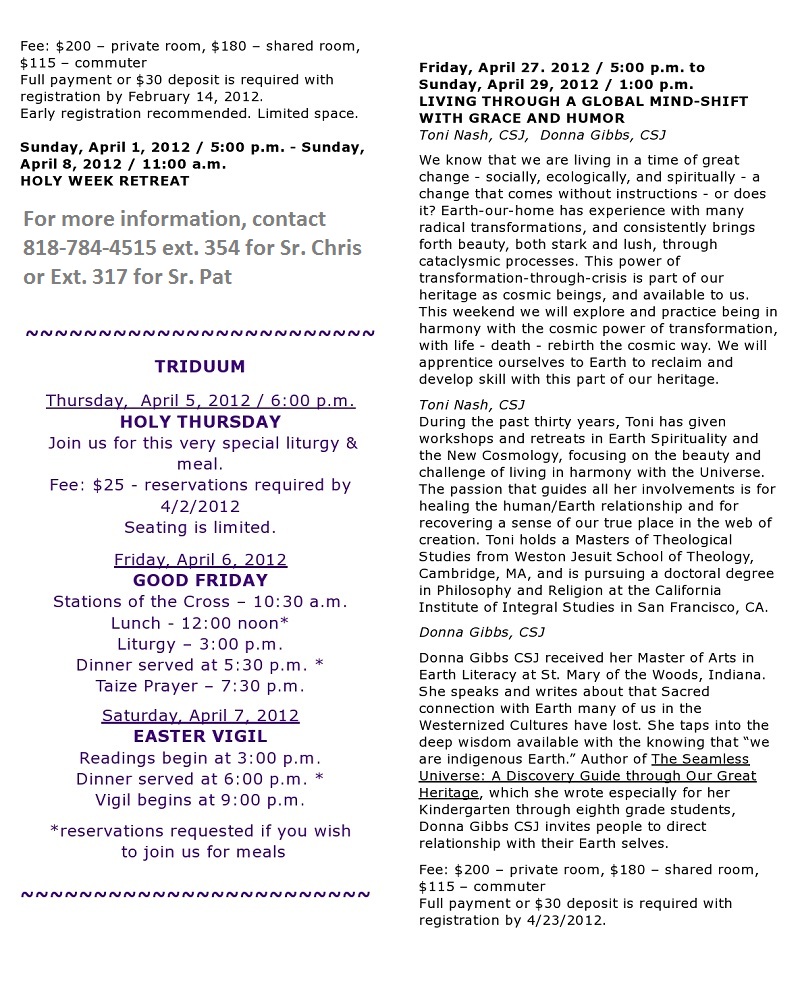 Fee: $200 – private room, $180 – shared room,
$115 – commuter
Full payment or $30 deposit is required with
registration by February 14, 2012.
Early registration recommended. Limited space.
Sunday, April 1, 2012 / 5:00 p.m. - Sunday,
April 8, 2012 / 11:00 a.m.
HOLY WEEK RETREAT
For more information, contact
818-784-4515 ext. 354 for Sr. Chris
or Ext. 317 for Sr. Pat
~~~~~~~~~~~~~~~~~~~~~~~~
TRIDUUM
Thursday,  April 5, 2012 / 6:00 p.m.
HOLY THURSDAY
Join us for this very special liturgy &
meal.
Fee: $25 - reservations required by
4/2/2012
Seating is limited.
Friday, April 6, 2012
GOOD FRIDAY
Stations of the Cross – 10:30 a.m.
Lunch - 12:00 noon*
Liturgy – 3:00 p.m.
Dinner served at 5:30 p.m. *
Taize Prayer – 7:30 p.m.
Saturday, April 7, 2012
EASTER VIGIL
Readings begin at 3:00 p.m.
Dinner served at 6:00 p.m. *
Vigil begins at 9:00 p.m.
*reservations requested if you wish
to join us for meals
~~~~~~~~~~~~~~~~~~~~~~~~
Friday, April 27. 2012 / 5:00 p.m. to
Sunday, April 29, 2012 / 1:00 p.m.
LIVING THROUGH A GLOBAL MIND-SHIFT
WITH GRACE AND HUMOR
Toni Nash, CSJ,  Donna Gibbs, CSJ
We know that we are living in a time of great
change - socially, ecologically, and spiritually - a
change that comes without instructions - or does
it? Earth-our-home has experience with many
radical transformations, and consistently brings
forth beauty, both stark and lush, through
cataclysmic processes. This power of
transformation-through-crisis is part of our
heritage as cosmic beings, and available to us.
This weekend we will explore and practice being in
harmony with the cosmic power of transformation,
with life - death - rebirth the cosmic way. We will
apprentice ourselves to Earth to reclaim and
develop skill with this part of our heritage.
Toni Nash, CSJ
During the past thirty years, Toni has given
workshops and retreats in Earth Spirituality and
the New Cosmology, focusing on the beauty and
challenge of living in harmony with the Universe.
The passion that guides all her involvements is for
healing the human/Earth relationship and for
recovering a sense of our true place in the web of
creation. Toni holds a Masters of Theological
Studies from Weston Jesuit School of Theology,
Cambridge, MA, and is pursuing a doctoral degree
in Philosophy and Religion at the California
Institute of Integral Studies in San Francisco, CA.
Donna Gibbs, CSJ
Donna Gibbs CSJ received her Master of Arts in
Earth Literacy at St. Mary of the Woods, Indiana.
She speaks and writes about that Sacred
connection with Earth many of us in the
Westernized Cultures have lost. She taps into the
deep wisdom available with the knowing that “we
are indigenous Earth.” Author of The Seamless
Universe: A Discovery Guide through Our Great
Heritage, which she wrote especially for her
Kindergarten through eighth grade students,
Donna Gibbs CSJ invites people to direct
relationship with their Earth selves.
Fee: $200 – private room, $180 – shared room,
$115 – commuter
Full payment or $30 deposit is required with
registration by 4/23/2012.